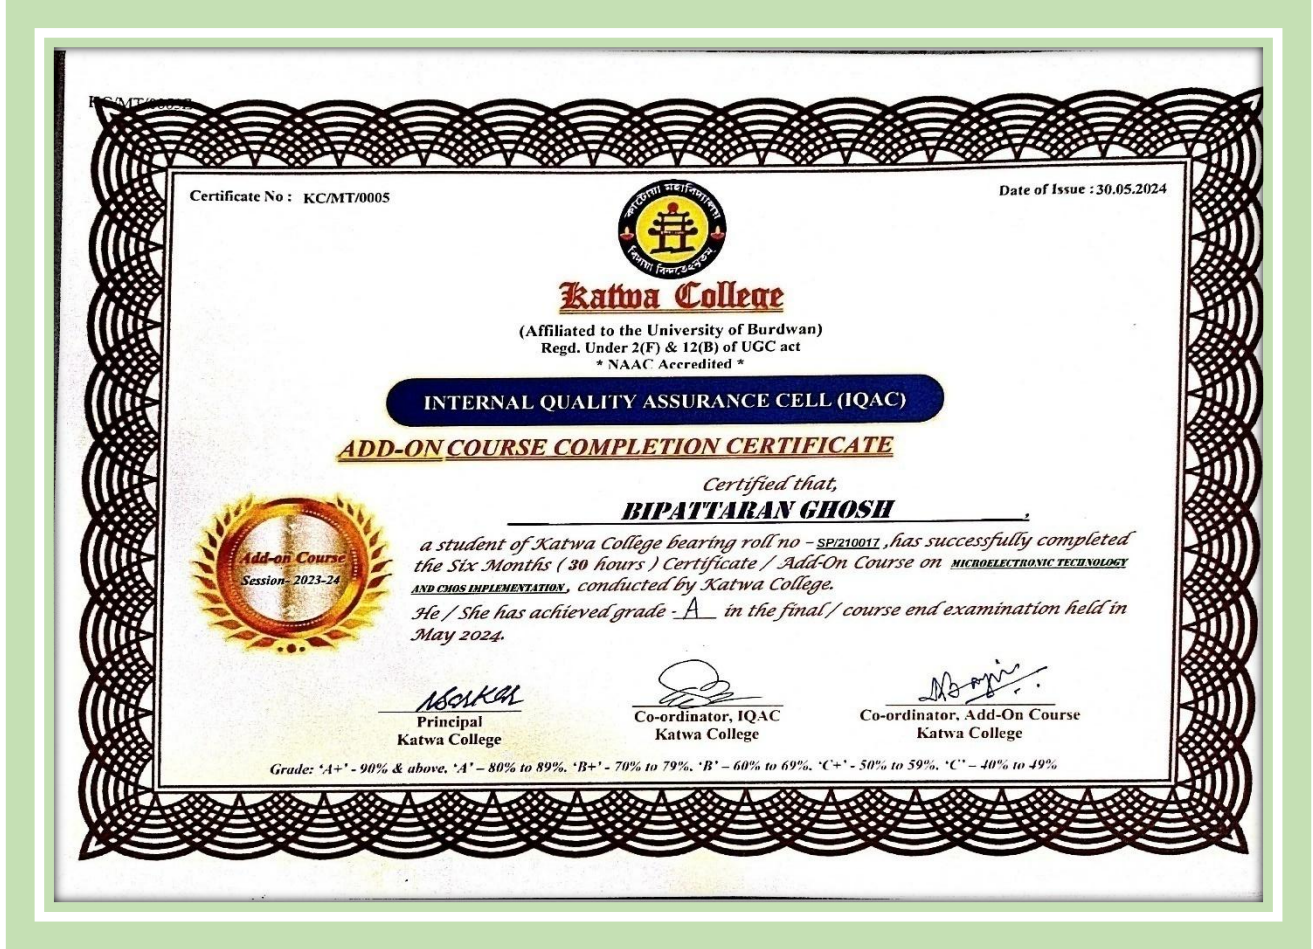 Certificate No : KC/MT/0005
Date of Issue : 30.05.2024
কাটোয়া মহাবিদ্যালয়
Katwa College
(Affiliated to the University of Burdwan)
Regd. Under 2(F) & 12(B) of UGC act
* NAAC Accredited *
INTERNAL QUALITY ASSURANCE CELL (IQAC)
ADD-ON COURSE COMPLETION CERTIFICATE
Certified that,
BIPATTARAN GHOSH ,
a student of Katwa College bearing roll no – SP/210017 ,has successfully completed
the Six Months ( 30 hours ) Certificate / Add-On Course on MICROELECTRONIC TECHNOLOGY
AND CMOS IMPLEMENTATION , conducted by Katwa College.
He / She has achieved grade - A in the final / course end examination held in
May 2024.
Add-on Course
Session- 2023-24
Principal
Katwa College
Co-ordinator, IQAC
Katwa College
Co-ordinator, Add-On Course
Katwa College
Grade: ‘A+’ - 90% & above, ‘A’ – 80% to 89%, ‘B+’ - 70% to 79%, ‘B’ – 60% to 69%, ‘C+’ - 50% to 59%, ‘C’ – 40% to 49%